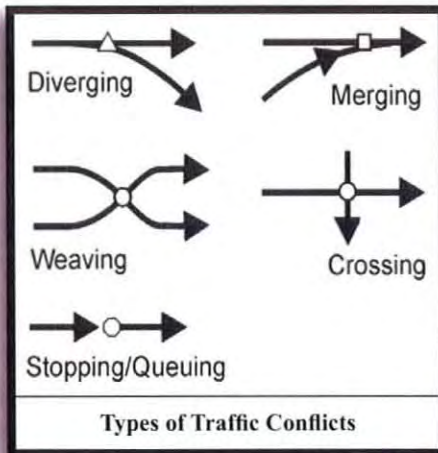 Diverging
Merging
Weaving
Crossing
Stopping/Queuing
Types of Traffic Conflicts